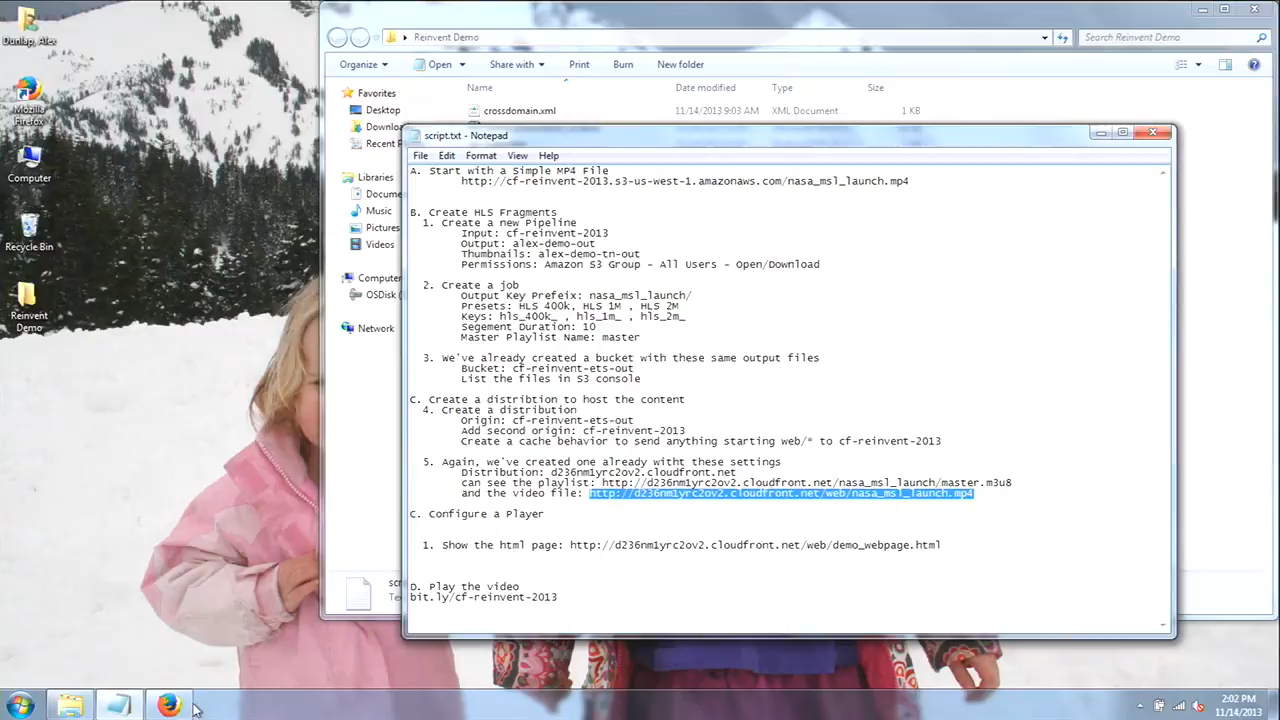 Dunlap, Alex
Mozilla
Firefox
Computer
Recycle Bin
Reinvent
Demo
Reinvent Demo
Search Reinvent Demo
Organize
Open
Share with
Print
Burn
New folder
Favorites
Desktop
Downlo
Recent P
Libraries
Docume
Music
Pictures
Videos
Compute
OSDisk (
Network
Name
Date modified
Type
Size
crossdomain.xml
11/14/2013 9:03 AM
XML Document
1 KB
script.txt - Notepad
File Edit Format View Help
A. Start with a Simple MP4 File
http://cf-reinvent-2013.s3-us-west-1.amazonaws.com/nasa_msl_launch.mp4
B. Create HLS Fragments
1. Create a new Pipeline
Input: cf-reinvent-2013
Output: alex-demo-out
Thumbnails: alex-demo-tn-out
Permissions: Amazon S3 Group - All Users - Open/Download
2. Create a job
Output Key Prefeix: nasa_msl_launch/
Presets: HLS 400k, HLS 1M , HLS 2M
Keys: hls_400k_ , hls_1m_ , hls_2m_
Segement Duration: 10
Master Playlist Name: master
3. We've already created a bucket with these same output files
Bucket: cf-reinvent-ets-out
List the files in S3 console
C. Create a distribtion to host the content
4. Create a distribution
Origin: cf-reinvent-ets-out
Add second origin: cf-reinvent-2013
Create a cache behavior to send anything starting web/* to cf-reinvent-2013
5. Again, we've created one already witht these settings
Distribution: d236nm1yrc2ov2.cloudfront.net
can see the playlist: http://d236nm1yrc2ov2.cloudfront.net/nasa_msl_launch/master.m3u8
and the video file: http://d236nm1yrc2ov2.cloudfront.net/web/nasa_msl_launch.mp4
C. Configure a Player
1. Show the html page: http://d236nm1yrc2ov2.cloudfront.net/web/demo_webpage.html
D. Play the video
bit.ly/cf-reinvent-2013
scr
Te
2:02 PM
11/14/2013